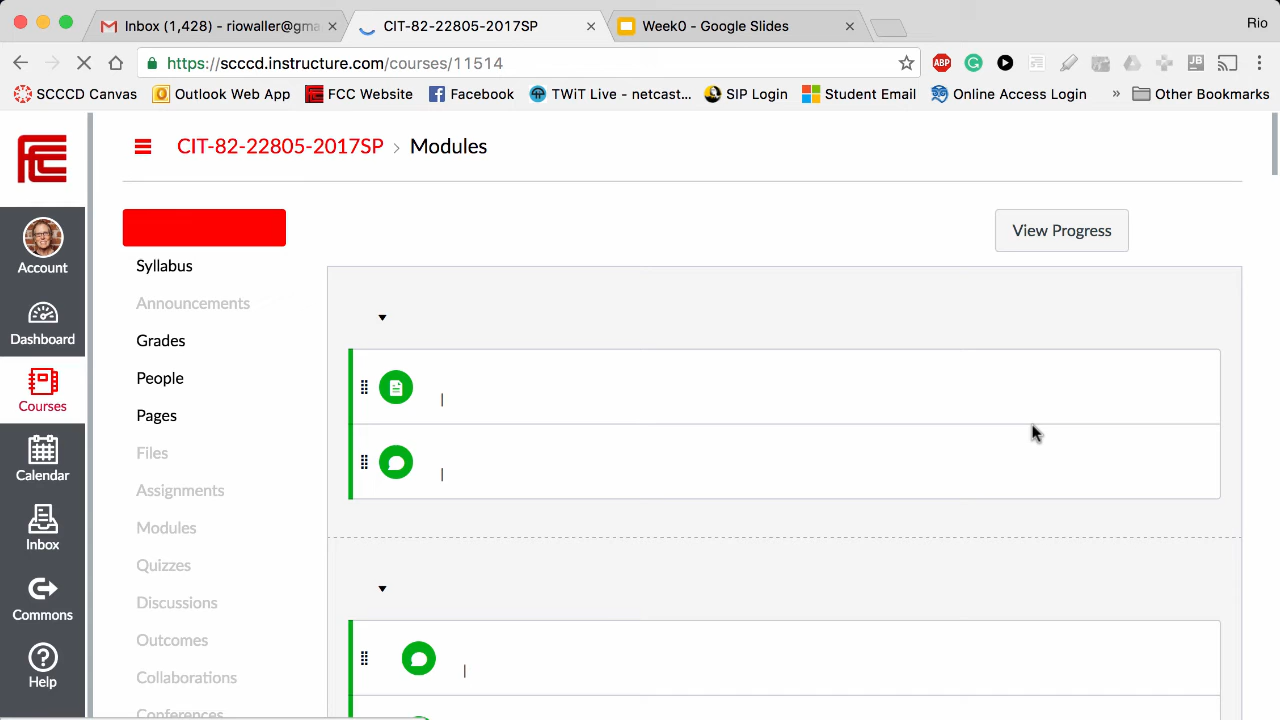 Inbox (1,428) - riowaller@gma
CIT-82-22805-2017SP
Week0 - Google Slides
Rio
https://scccd.instructure.com/courses/11514
ABP
JB
SCCCD Canvas
Outlook Web App
FCC Website
Facebook
TWiT Live - netcast...
SIP Login
Student Email
Online Access Login
»
Other Bookmarks
CIT-82-22805-2017SP > Modules
View Progress
Account
Dashboard
Courses
Calendar
Inbox
Commons
Help
Syllabus
Announcements
Grades
People
Pages
Files
Assignments
Modules
Quizzes
Discussions
Outcomes
Collaborations
Conferences